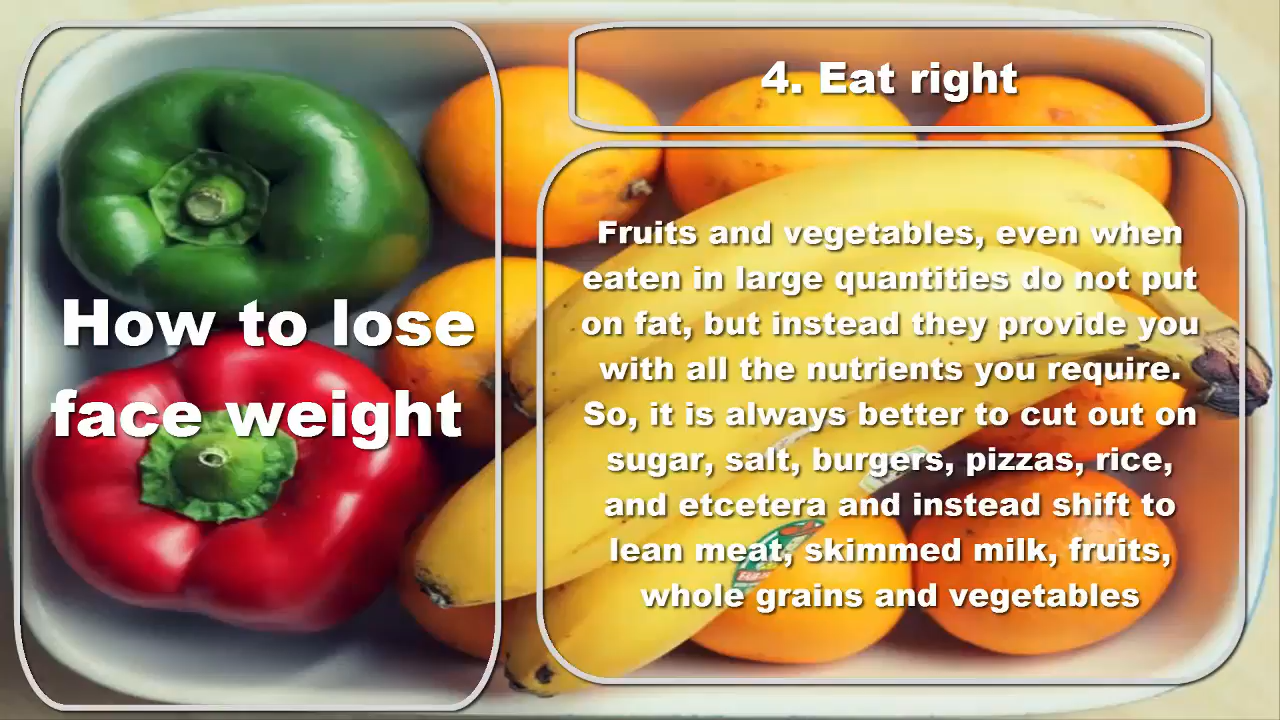 How to lose
face weight
4. Eat right
Fruits and vegetables, even when
eaten in large quantities do not put
on fat, but instead they provide you
with all the nutrients you require.
So, it is always better to cut out on
sugar, salt, burgers, pizzas, rice,
and etcetera and instead shift to
lean meat, skimmed milk, fruits,
whole grains and vegetables